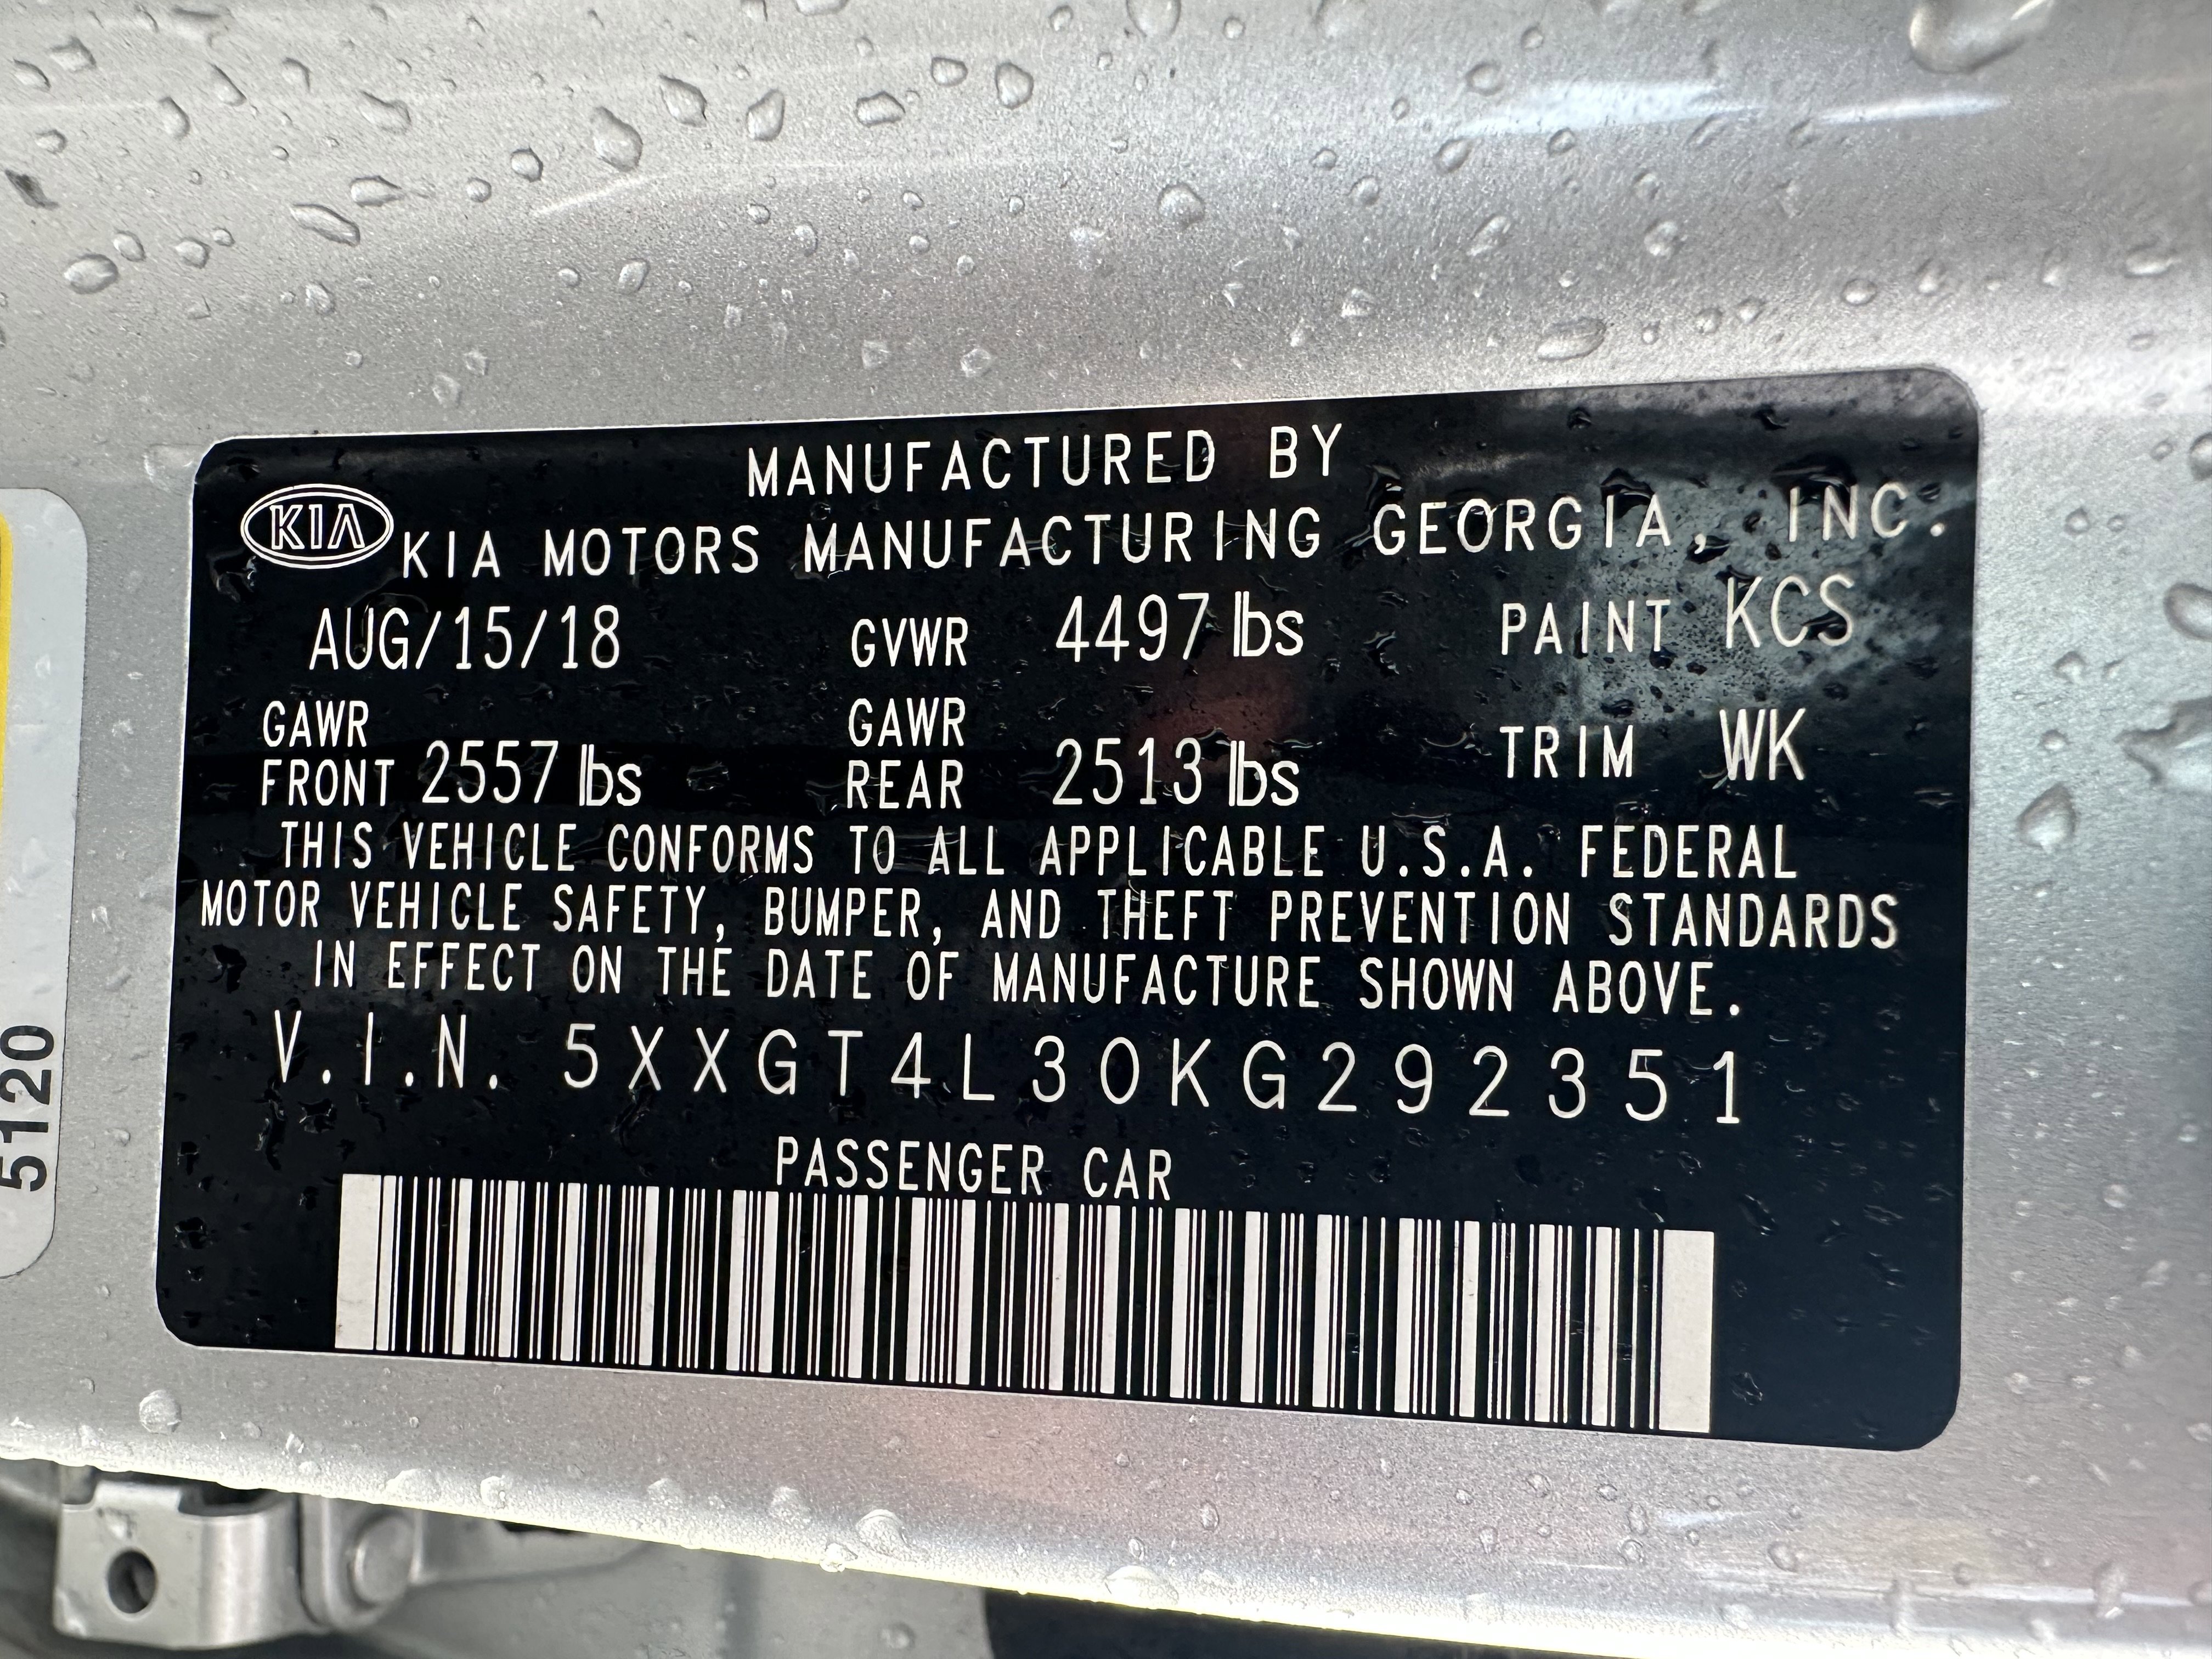 MANUFACTURED BY
KIA KIA MOTORS MANUFACTURING GEORGIA, INC.
AUG/15/18 GVWR 4497 lbs PAINT KCS
GAWR FRONT 2557 lbs GAWR REAR 2513 lbs TRIM WK
THIS VEHICLE CONFORMS TO ALL APPLICABLE U.S.A. FEDERAL
MOTOR VEHICLE SAFETY, BUMPER, AND THEFT PREVENTION STANDARDS
IN EFFECT ON THE DATE OF MANUFACTURE SHOWN ABOVE.
V.I.N. 5XXGT4L30KG292351
PASSENGER CAR
5120